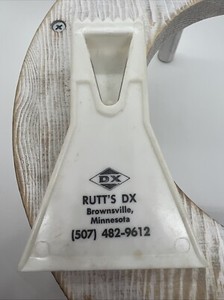 DX
RUTT'S DX
Brownsville,
Minnesota
(507) 482-9612